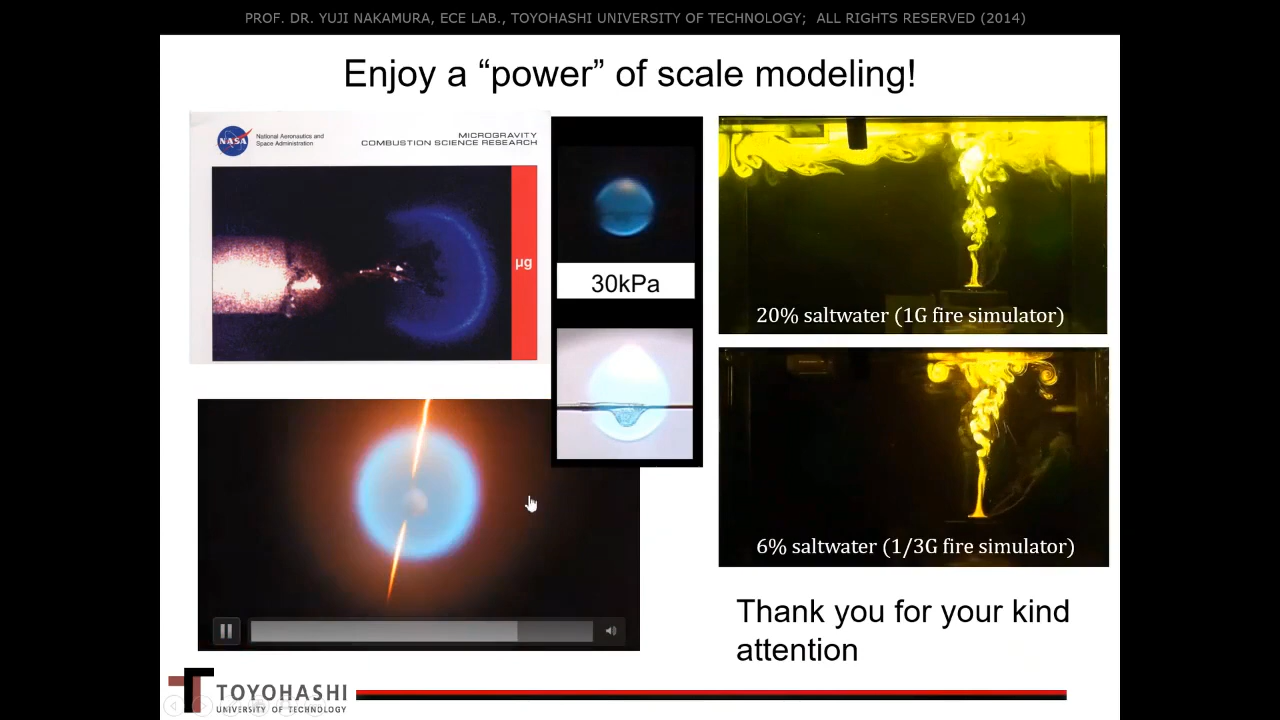 PROF. DR. YUJI NAKAMURA, ECE LAB., TOYOHASHI UNIVERSITY OF TECHNOLOGY;  ALL RIGHTS RESERVED (2014)
Enjoy a “power” of scale modeling!
NASA
National Aeronautics and
Space Administration
MICROGRAVITY
COMBUSTION SCIENCE RESEARCH
µg
30kPa
20% saltwater (1G fire simulator)
6% saltwater (1/3G fire simulator)
Thank you for your kind
attention
TOYOHASHI
UNIVERSITY OF TECHNOLOGY